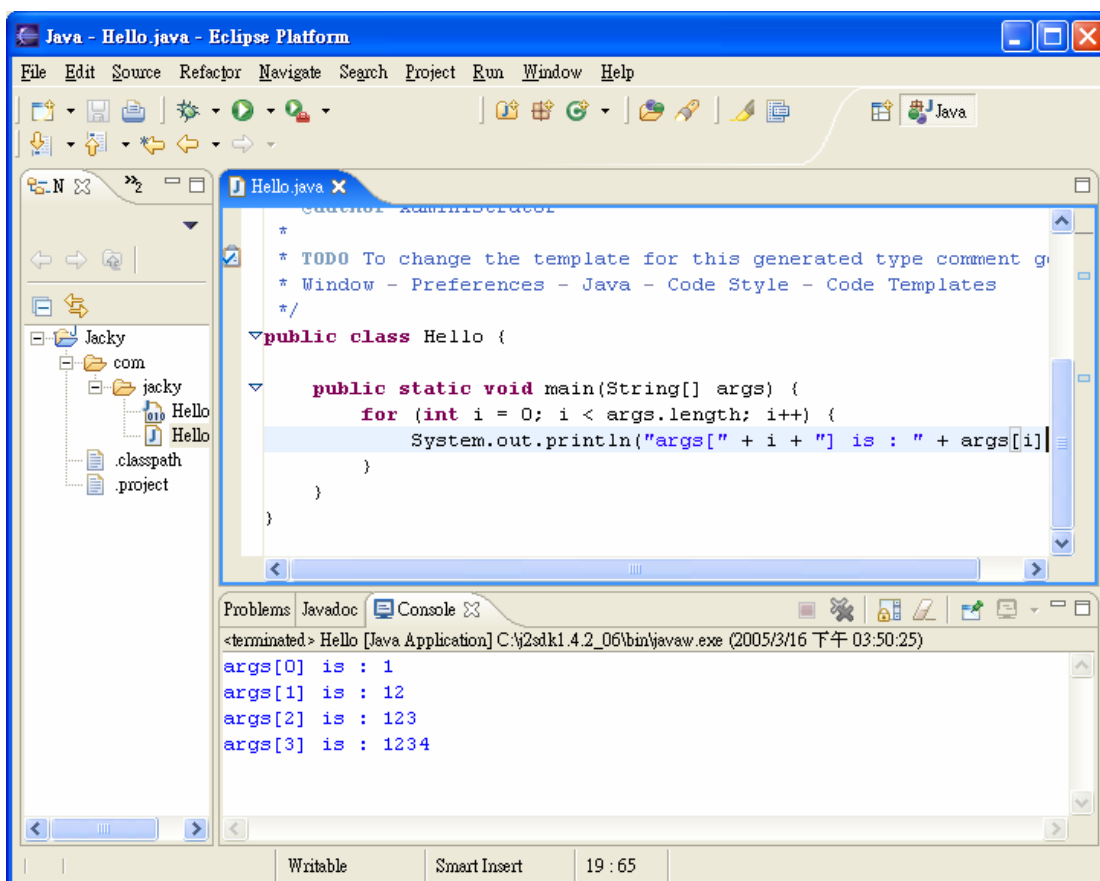 Java - Hello.java - Eclipse Platform
File Edit Source Refactor Navigate Search Project Run Window Help
Java
N
»2
Hello.java
@author Administrator
*
* TODO To change the template for this generated type comment g
* Window - Preferences - Java - Code Style - Code Templates
*/
public class Hello {
public static void main(String[] args) {
for (int i = 0; i < args.length; i++) {
System.out.println("args[" + i + "] is : " + args[i]
}
}
}
Jacky
com
jacky
Hello
Hello
.classpath
.project
Problems Javadoc Console
<terminated> Hello [Java Application] C:\j2sdk1.4.2_06\bin\javaw.exe (2005/3/16 下午 03:50:25)
args[0] is : 1
args[1] is : 12
args[2] is : 123
args[3] is : 1234
Writable Smart Insert 19 : 65